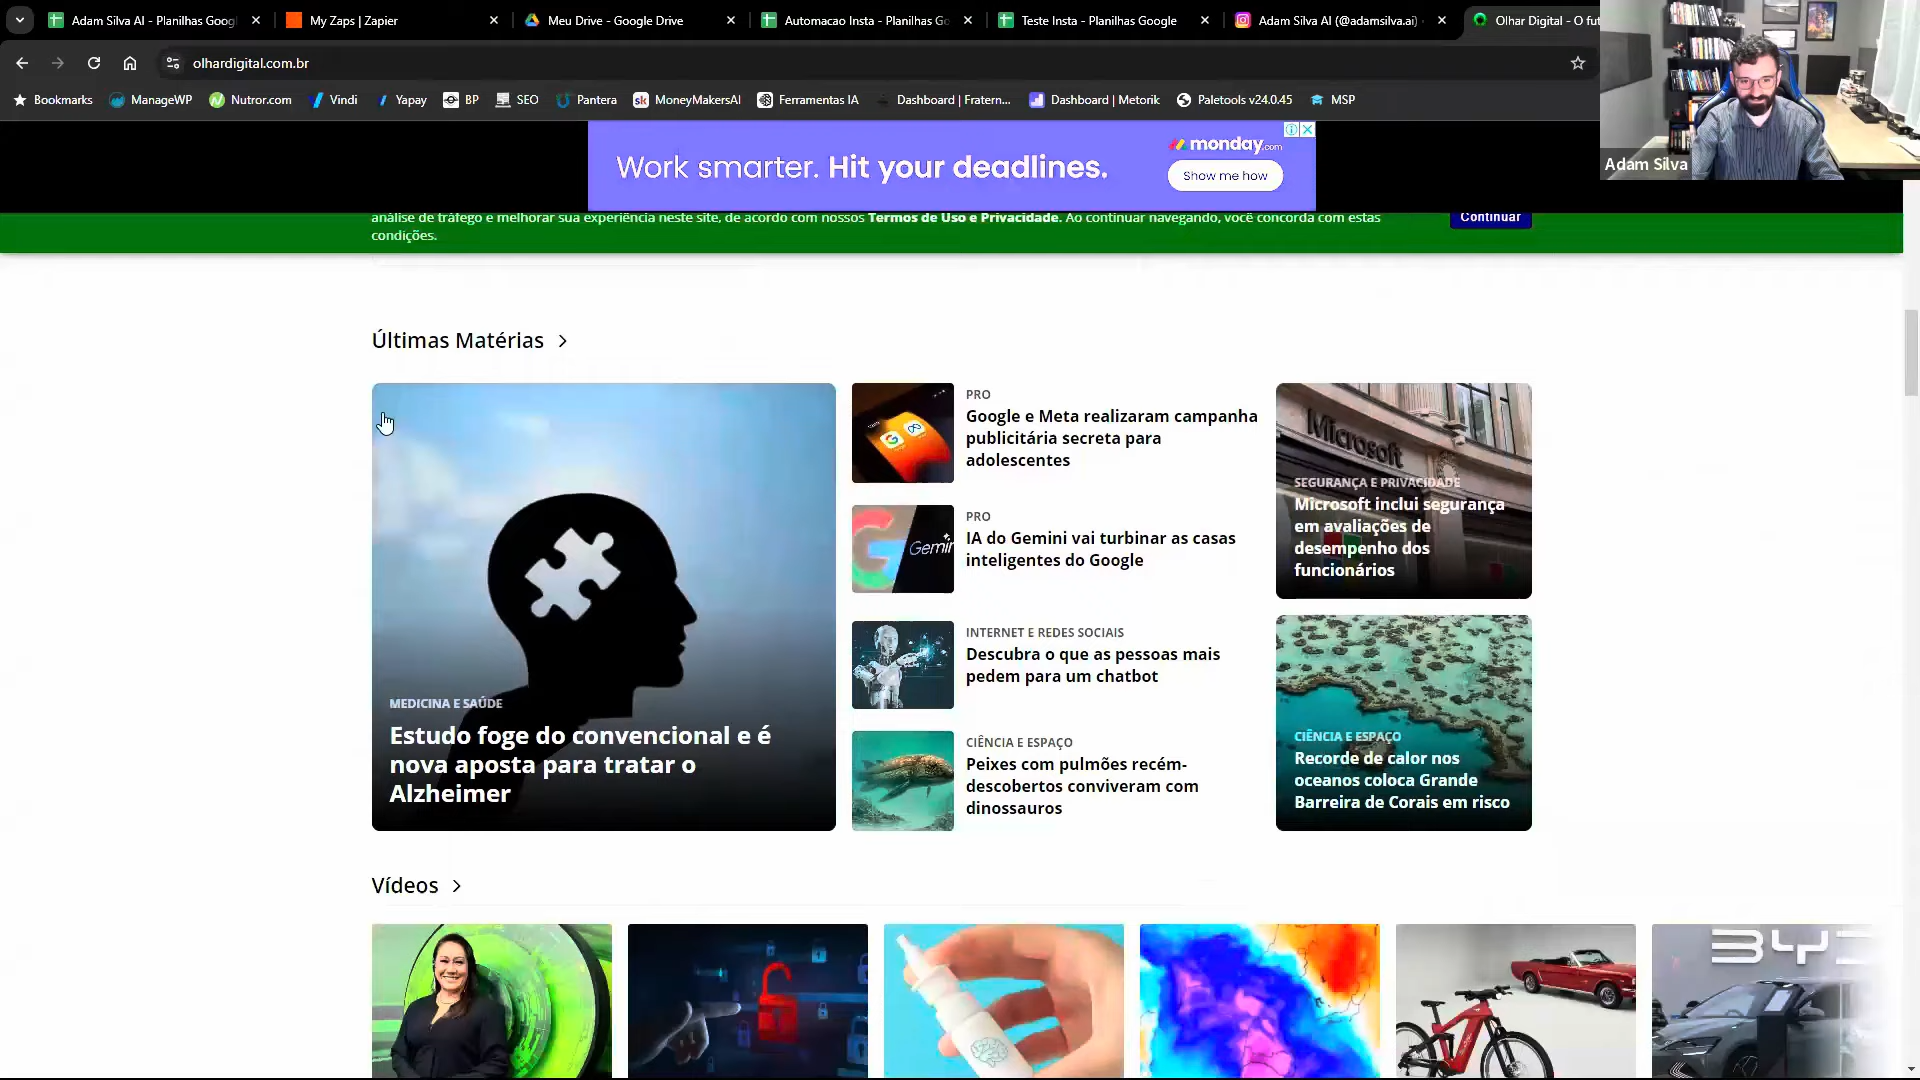 Adam Silva AI - Planilhas Goog
My Zaps | Zapier
Meu Drive - Google Drive
Automacao Insta - Planilhas Go
Teste Insta - Planilhas Google
Adam Silva AI (@adamsilva.ai)
Olhar Digital - O fut
olhardigital.com.br
Bookmarks
ManageWP
Nutror.com
Vindi
Yapay
BP
SEO
Pantera
sk MoneyMakersAI
Ferramentas IA
Dashboard | Fratern...
Dashboard | Metorik
Paletools v24.0.45
MSP
Adam Silva
Work smarter. Hit your deadlines.
monday.com
Show me how
análise de tráfego e melhorar sua experiência neste site, de acordo com nossos Termos de Uso e Privacidade. Ao continuar navegando, você concorda com estas
condições.
Continuar
Últimas Matérias
MEDICINA E SAÚDE
Estudo foge do convencional e é
nova aposta para tratar o
Alzheimer
PRO
Google e Meta realizaram campanha
publicitária secreta para
adolescentes
PRO
IA do Gemini vai turbinar as casas
inteligentes do Google
Gemin
INTERNET E REDES SOCIAIS
Descubra o que as pessoas mais
pedem para um chatbot
CIÊNCIA E ESPAÇO
Peixes com pulmões recém-
descobertos conviveram com
dinossauros
Microsoft
SEGURANÇA E PRIVACIDADE
Microsoft inclui segurança
em avaliações de
desempenho dos
funcionários
CIÊNCIA E ESPAÇO
Recorde de calor nos
oceanos coloca Grande
Barreira de Corais em risco
Vídeos
BYD